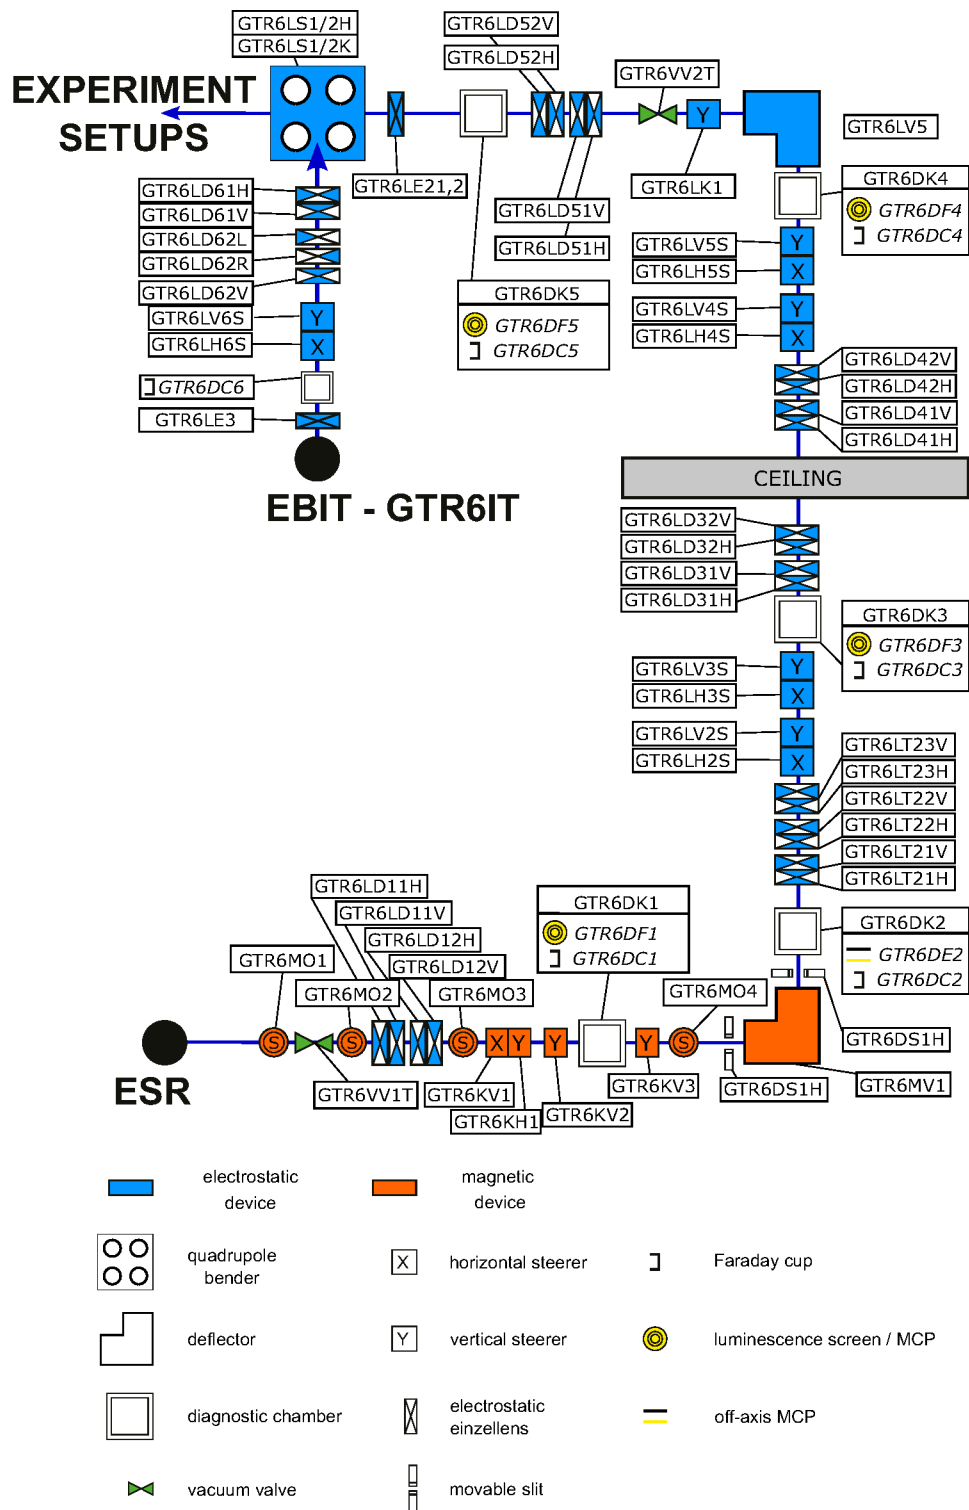 GTR6LS1/2H
GTR6LS1/2K
GTR6LD52V
GTR6LD52H
GTR6VV2T
EXPERIMENT
SETUPS
GTR6LV5
Y
GTR6LE21,2
GTR6LK1
GTR6LD51V
GTR6LD51H
GTR6DK4
GTR6DF4
GTR6DC4
GTR6LD61H
GTR6LD61V
GTR6LD62L
GTR6LD62R
GTR6LD62V
GTR6LV6S
Y
GTR6LH6S
X
GTR6DC6
GTR6LE3
EBIT - GTR6IT
GTR6DK5
GTR6DF5
GTR6DC5
GTR6LV5S
Y
GTR6LH5S
X
GTR6LV4S
Y
GTR6LH4S
X
GTR6LD42V
GTR6LD42H
GTR6LD41V
GTR6LD41H
CEILING
GTR6LD32V
GTR6LD32H
GTR6LD31V
GTR6LD31H
GTR6DK3
GTR6DF3
GTR6DC3
GTR6LV3S
Y
GTR6LH3S
X
GTR6LV2S
Y
GTR6LH2S
X
GTR6LT23V
GTR6LT23H
GTR6LT22V
GTR6LT22H
GTR6LT21V
GTR6LT21H
GTR6DK2
GTR6DE2
GTR6DC2
GTR6LD11H
GTR6LD11V
GTR6LD12H
GTR6LD12V
GTR6MO1
GTR6MO2
GTR6MO3
GTR6DK1
GTR6DF1
GTR6DC1
GTR6MO4
S
S
S
X
Y
Y
Y
S
ESR
GTR6VV1T
GTR6KV1
GTR6KH1
GTR6KV2
GTR6KV3
GTR6DS1H
GTR6DS1H
GTR6MV1
electrostatic
device
magnetic
device
quadrupole
bender
X
horizontal steerer
Faraday cup
deflector
Y
vertical steerer
luminescence screen / MCP
diagnostic chamber
electrostatic
einzellens
off-axis MCP
vacuum valve
movable slit